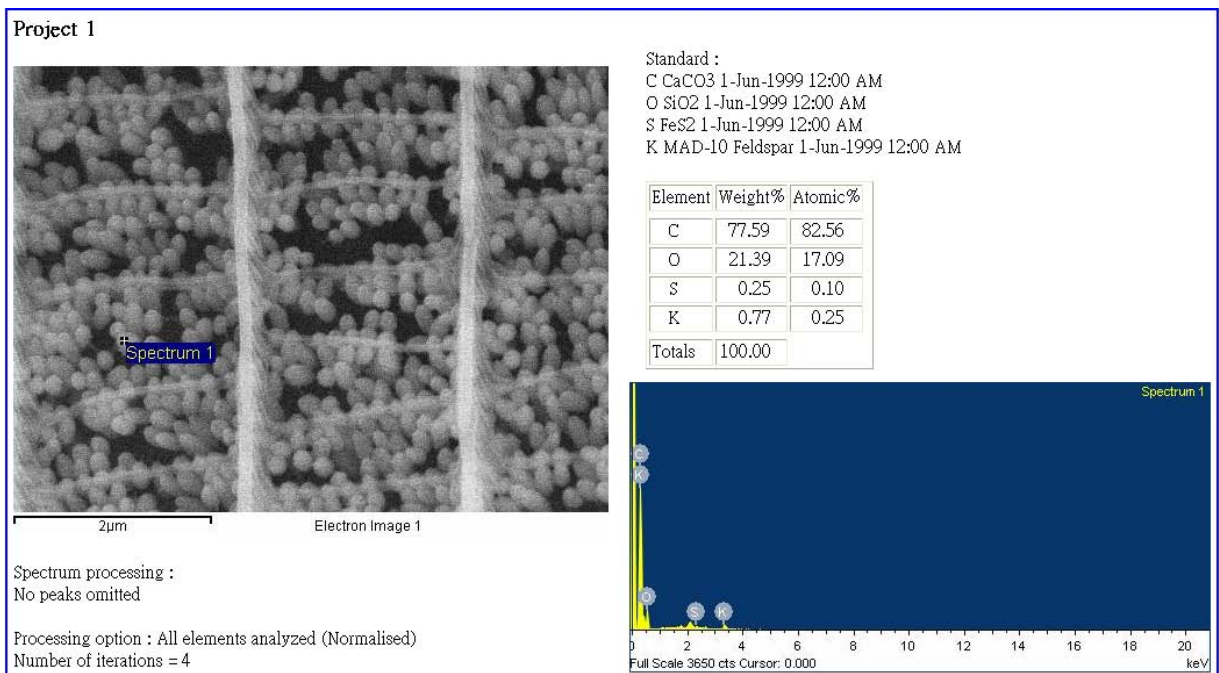 Project 1
Spectrum 1
2µm
Electron Image 1
Spectrum processing :
No peaks omitted
Processing option : All elements analyzed (Normalised)
Number of iterations = 4
Standard :
C CaCO3 1-Jun-1999 12:00 AM
O SiO2 1-Jun-1999 12:00 AM
S FeS2 1-Jun-1999 12:00 AM
K MAD-10 Feldspar 1-Jun-1999 12:00 AM
Element Weight% Atomic%
C 77.59 82.56
O 21.39 17.09
S 0.25 0.10
K 0.77 0.25
Totals 100.00
Spectrum 1
C
K
O S K
0 2 4 6 8 10 12 14 16 18 20
Full Scale 3650 cts Cursor: 0.000 keV